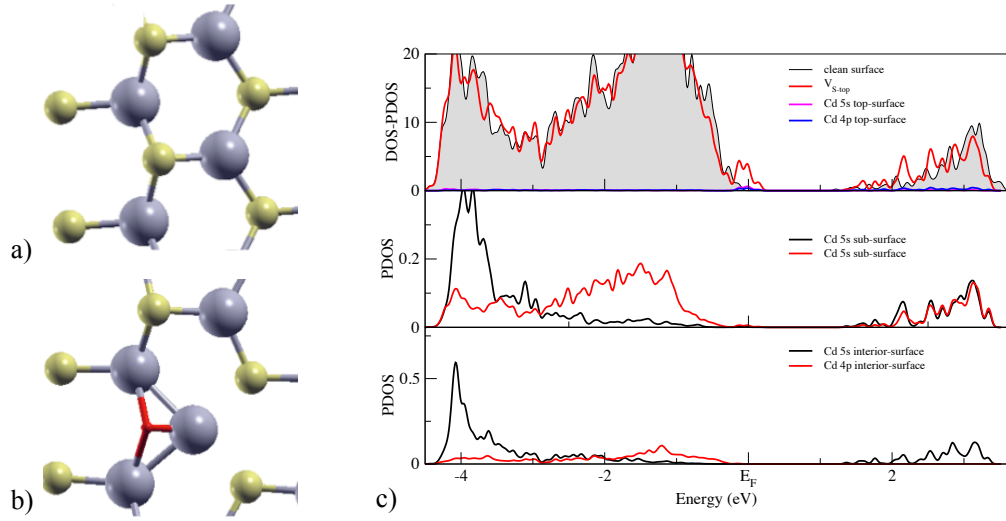 a)
b)
c)
DOS-PDOS
20
10
0
clean surface
V_S-top
Cd 5s top-surface
Cd 4p top-surface
PDOS
0.2
0
Cd 5s sub-surface
Cd 5s sub-surface
PDOS
0.5
0
Cd 5s interior-surface
Cd 4p interior-surface
-4
-2
E_F
2
Energy (eV)